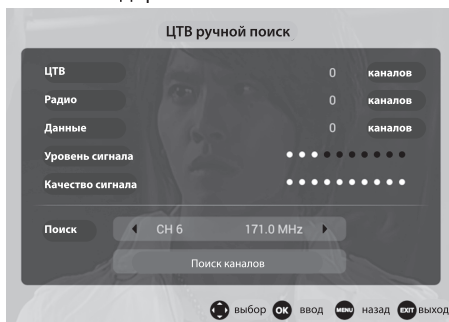 ЦТВ ручной поиск
ЦТВ 0 каналов
Радио 0 каналов
Данные 0 каналов
Уровень сигнала
Качество сигнала
Поиск CH 6 171.0 MHz
Поиск каналов
выбор OK ввод MENU назад EXIT выход